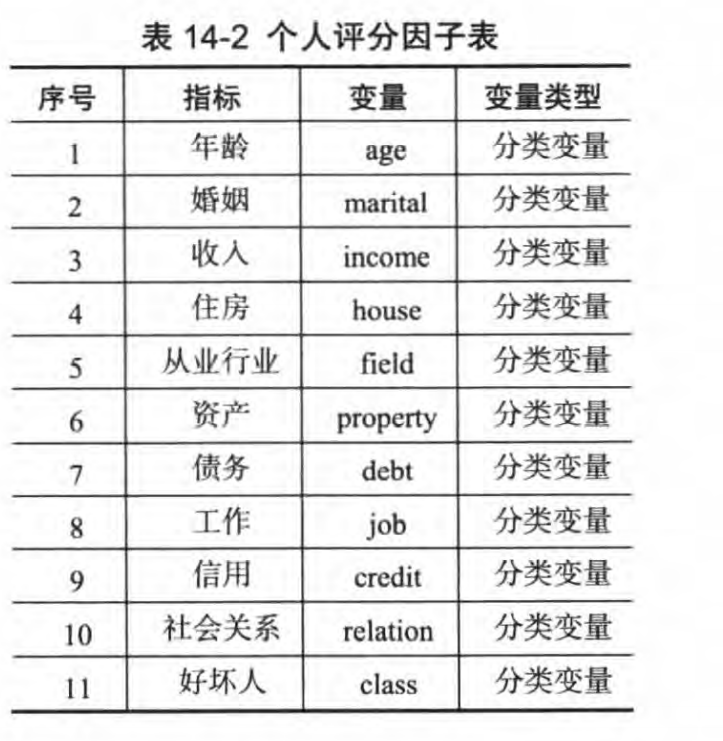 表 14-2 个人评分因子表
序号 指标 变量 变量类型
1 年龄 age 分类变量
2 婚姻 marital 分类变量
3 收入 income 分类变量
4 住房 house 分类变量
5 从业行业 field 分类变量
6 资产 property 分类变量
7 债务 debt 分类变量
8 工作 job 分类变量
9 信用 credit 分类变量
10 社会关系 relation 分类变量
11 好坏人 class 分类变量